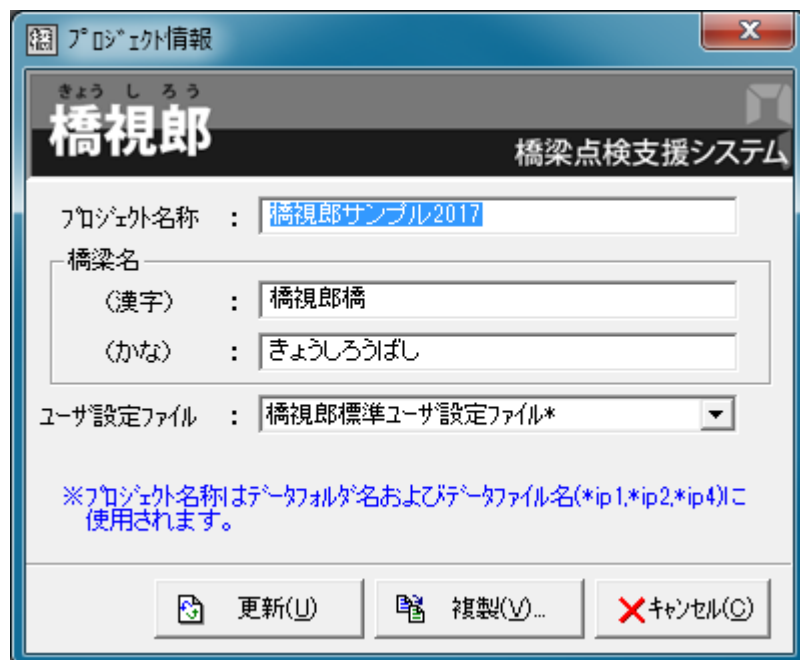 ﾌﾟﾛｼﾞｪｸﾄ情報
きょう し ろう
橋視郎
橋梁点検支援システム
ﾌﾟﾛｼﾞｪｸﾄ名称 : 橋視郎サンプル2017
橋梁名
(漢字) : 橋視郎橋
(かな) : きょうしろうばし
ﾕｰｻﾞ設定ﾌｧｲﾙ : 橋視郎標準ﾕｰｻﾞ設定ﾌｧｲﾙ*
※ﾌﾟﾛｼﾞｪｸﾄ名称はﾃﾞｰﾀﾌｫﾙﾀﾞ名およびﾃﾞｰﾀﾌｧｲﾙ名(*ip1,*ip2,*ip4)に
使用されます。
更新(U) 複製(V)... ｷｬﾝｾﾙ(C)